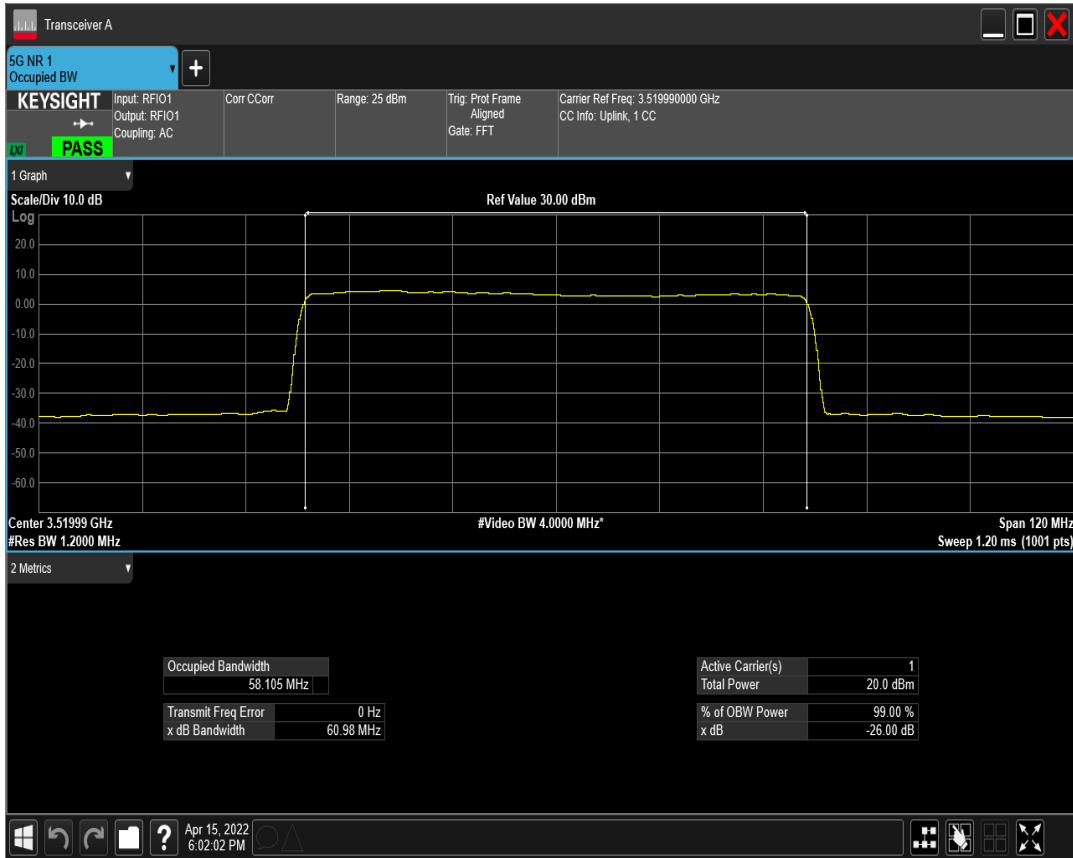 Transceiver A
5G NR 1
Occupied BW
KEYSIGHT
LXI
PASS
Input: RFIO1
Output: RFIO1
Coupling: AC
Corr CCorr
Range: 25 dBm
Trig: Prot Frame
Aligned
Gate: FFT
Carrier Ref Freq: 3.519990000 GHz
CC Info: Uplink, 1 CC
1 Graph
Scale/Div 10.0 dB
Ref Value 30.00 dBm
Log
20.0
10.0
0.00
-10.0
-20.0
-30.0
-40.0
-50.0
-60.0
Center 3.51999 GHz
#Video BW 4.0000 MHz*
Span 120 MHz
#Res BW 1.2000 MHz
Sweep 1.20 ms (1001 pts)
2 Metrics
Occupied Bandwidth
58.105 MHz
Transmit Freq Error 0 Hz
x dB Bandwidth 60.98 MHz
Active Carrier(s) 1
Total Power 20.0 dBm
% of OBW Power 99.00 %
x dB -26.00 dB
?
Apr 15, 2022
6:02:02 PM